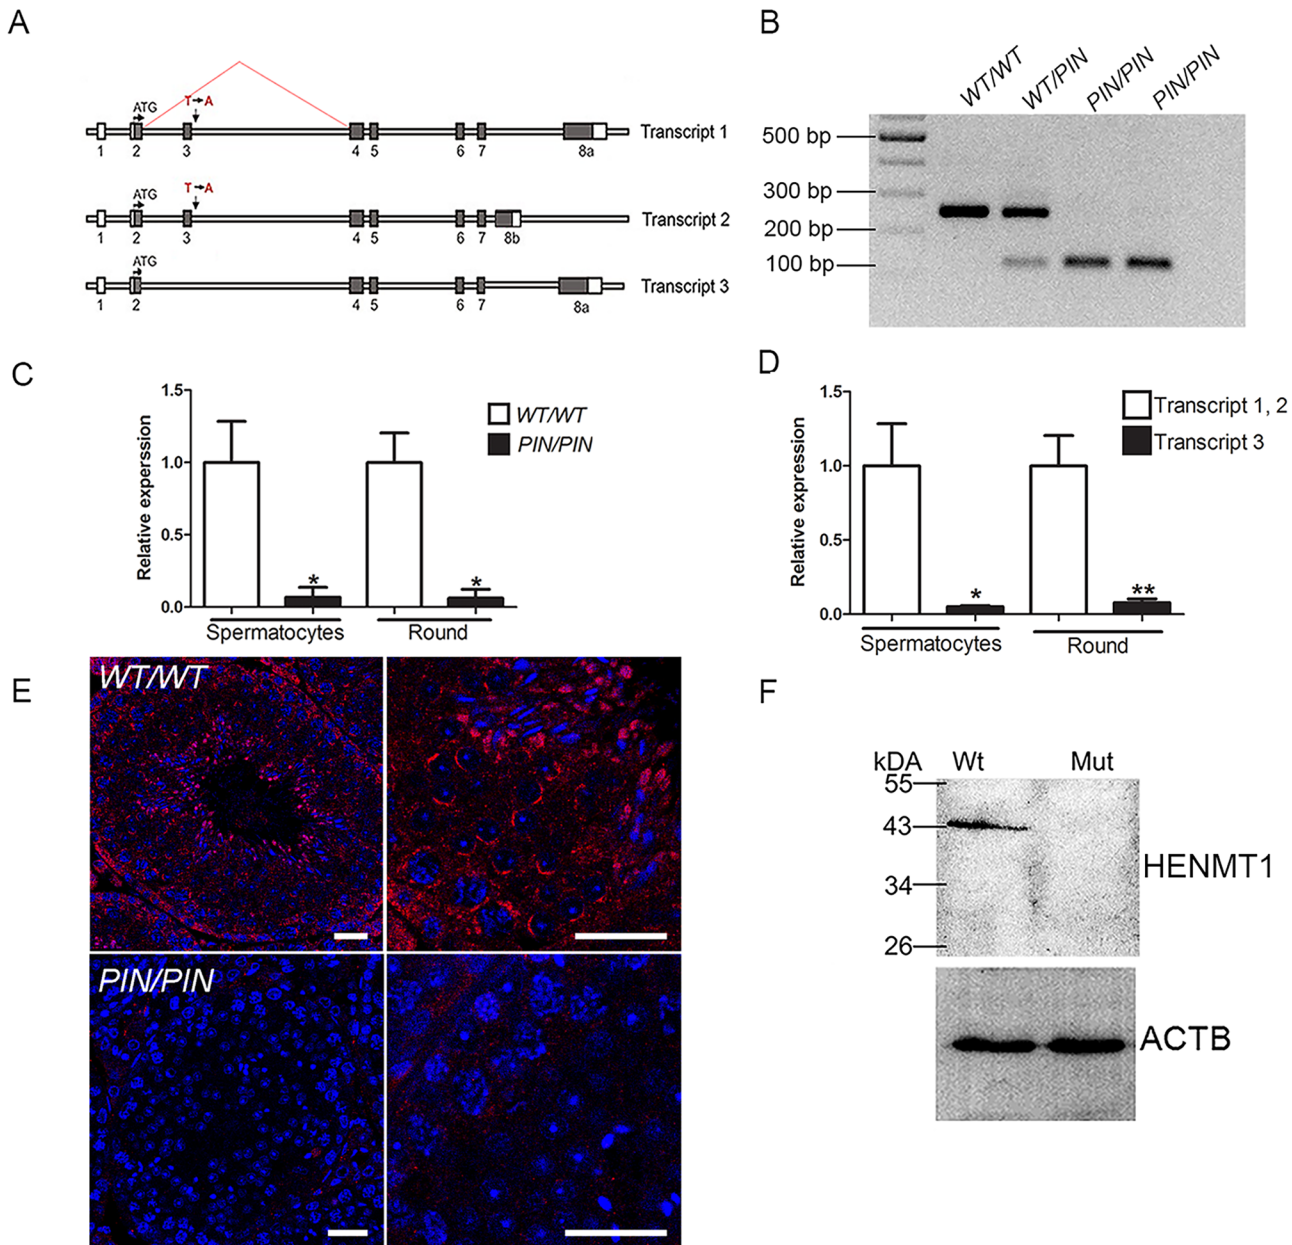 A
ATG
T→A
1 2 3 4 5 6 7 8a
Transcript 1
ATG
T→A
1 2 3 4 5 6 7 8b
Transcript 2
ATG
1 2 4 5 6 7 8a
Transcript 3
B
WT/WT WT/PIN PIN/PIN PIN/PIN
500 bp
300 bp
200 bp
100 bp
C
Relative experssion
1.5
1.0
0.5
0.0
* *
Spermatocytes Round
WT/WT
PIN/PIN
D
Relative expression
1.5
1.0
0.5
0.0
* **
Spermatocytes Round
Transcript 1, 2
Transcript 3
E
WT/WT
PIN/PIN
F
kDA Wt Mut
55
43
34
26
HENMT1
ACTB